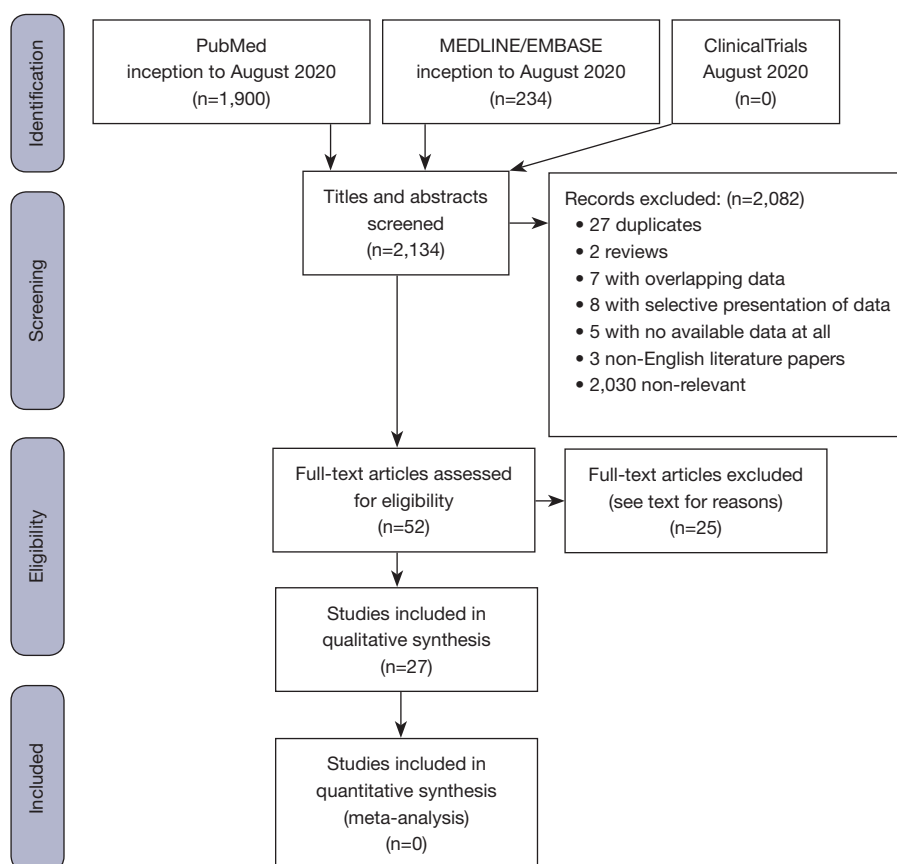 Identification
PubMed
inception to August 2020
(n=1,900)
MEDLINE/EMBASE
inception to August 2020
(n=234)
ClinicalTrials
August 2020
(n=0)
Screening
Titles and abstracts
screened
(n=2,134)
Records excluded: (n=2,082)
• 27 duplicates
• 2 reviews
• 7 with overlapping data
• 8 with selective presentation of data
• 5 with no available data at all
• 3 non-English literature papers
• 2,030 non-relevant
Eligibility
Full-text articles assessed
for eligibility
(n=52)
Full-text articles excluded
(see text for reasons)
(n=25)
Studies included in
qualitative synthesis
(n=27)
Included
Studies included in
quantitative synthesis
(meta-analysis)
(n=0)